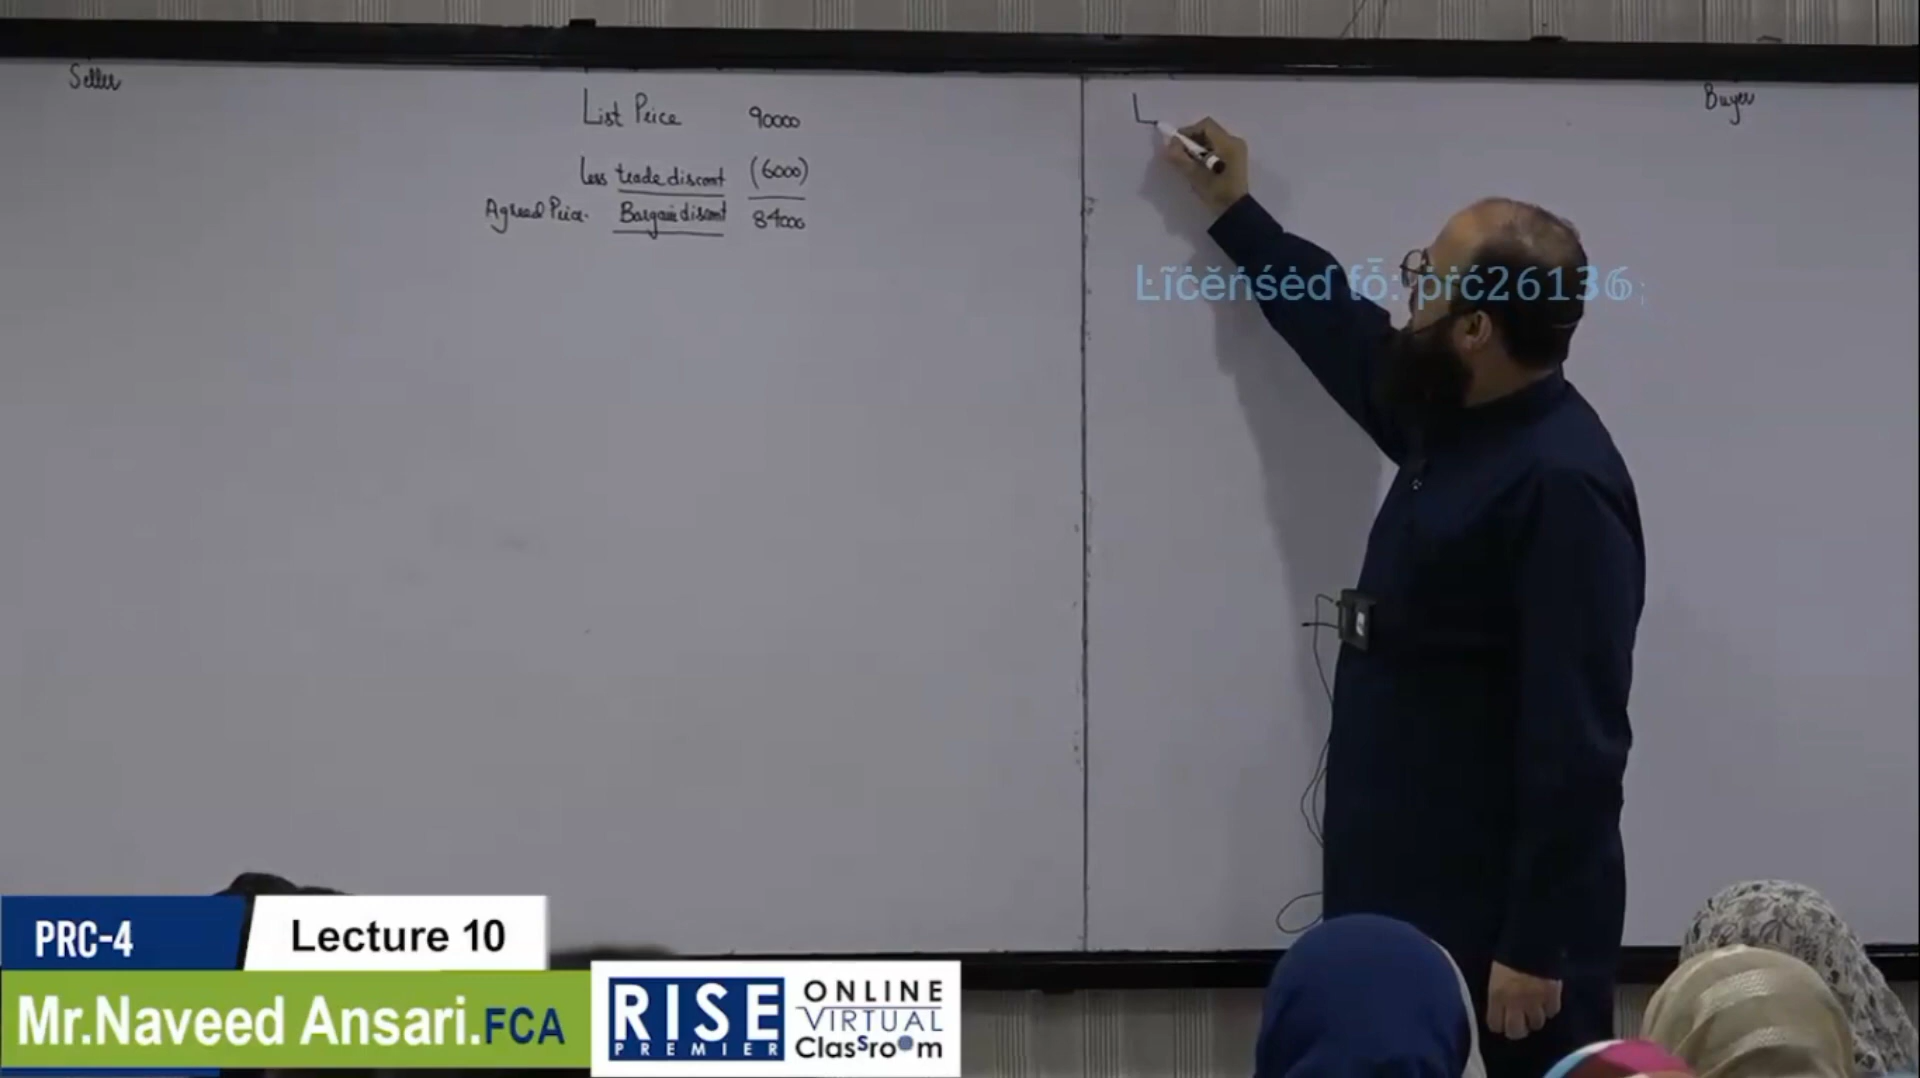 Seller
List Price 90000
Less trade discount (6000)
Agreed Price. Bargain discount 84000
L
Buyer
Licensed for: prc26136
PRC-4
Lecture 10
Mr.Naveed Ansari.FCA
RISE
PREMIER
ONLINE
VIRTUAL
Classroom